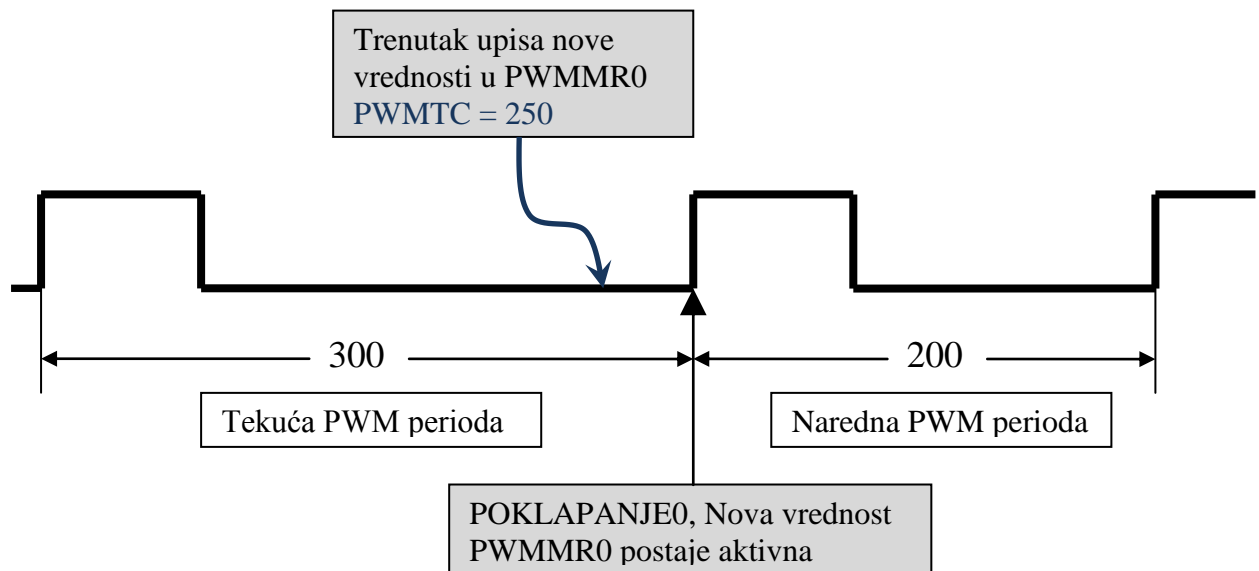 Trenutak upisa nove
vrednosti u PWMMR0
PWMTC = 250
300
200
Tekuća PWM perioda
Naredna PWM perioda
POKLAPANJE0, Nova vrednost
PWMMR0 postaje aktivna